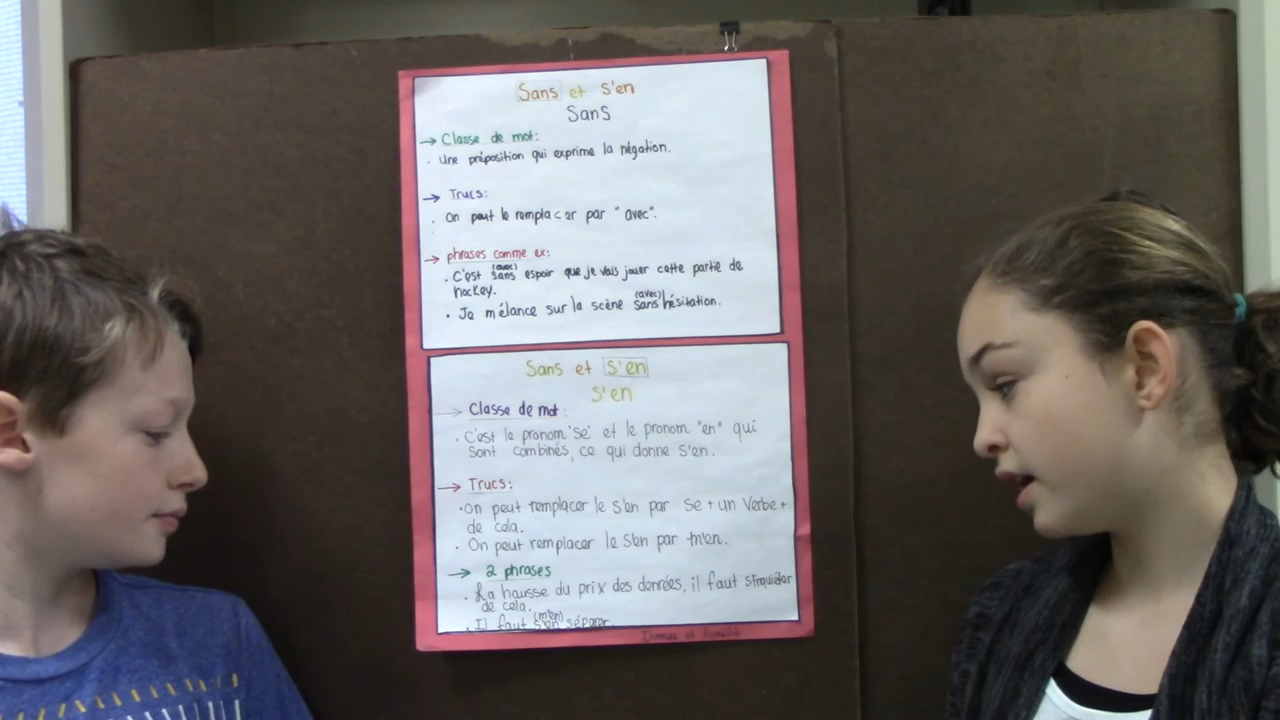 Sans et s'en
Sans
→ Classe de mot:
. Une préposition qui exprime la négation.
→ Trucs:
. On peut le remplacer par "avec".
→ phrases comme ex:
(avec)
. C'est sans espoir que je vais jouer cette partie de
hockey.
(avec)
• Je mélance sur la scène sans hésitation.
Sans et s'en
S'en
→ Classe de mot:
. C'est le pronom "se" et le pronom "en" qui
sont combinés, ce qui donne s'en.
→ Trucs:
•On peut remplacer le s'en par se + un verbe +
de cela.
• On peut remplacer le s'en par m'en.
→ 2 phrases
. La hausse du prix des denrées, il faut s'inquiéter
de cela.
(m'en)
. Il faut s'en séparer.
et